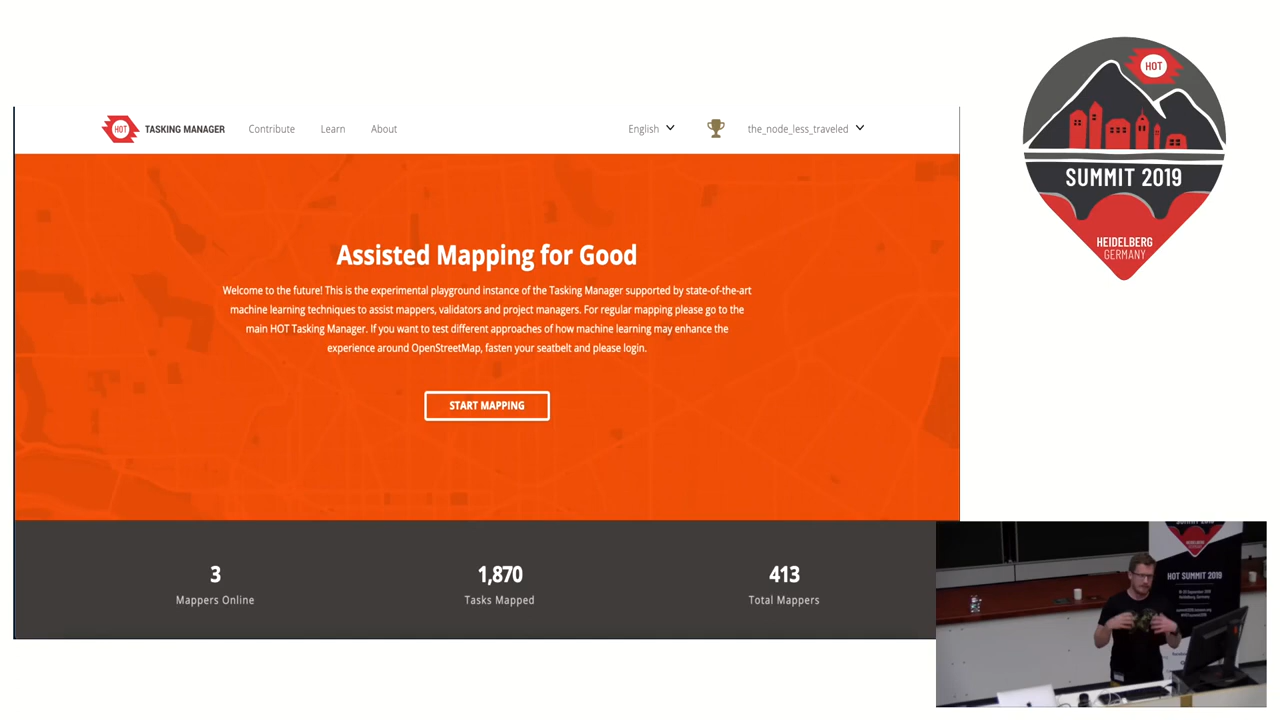 HOT
TASKING MANAGER
Contribute
Learn
About
English
the_node_less_traveled
Assisted Mapping for Good
Welcome to the future! This is the experimental playground instance of the Tasking Manager supported by state-of-the-art
machine learning techniques to assist mappers, validators and project managers. For regular mapping please go to the
main HOT Tasking Manager. If you want to test different approaches of how machine learning may enhance the
experience around OpenStreetMap, fasten your seatbelt and please login.
START MAPPING
3
Mappers Online
1,870
Tasks Mapped
413
Total Mappers
HOT
SUMMIT 2019
HEIDELBERG
GERMANY
HOT SUMMIT 2019